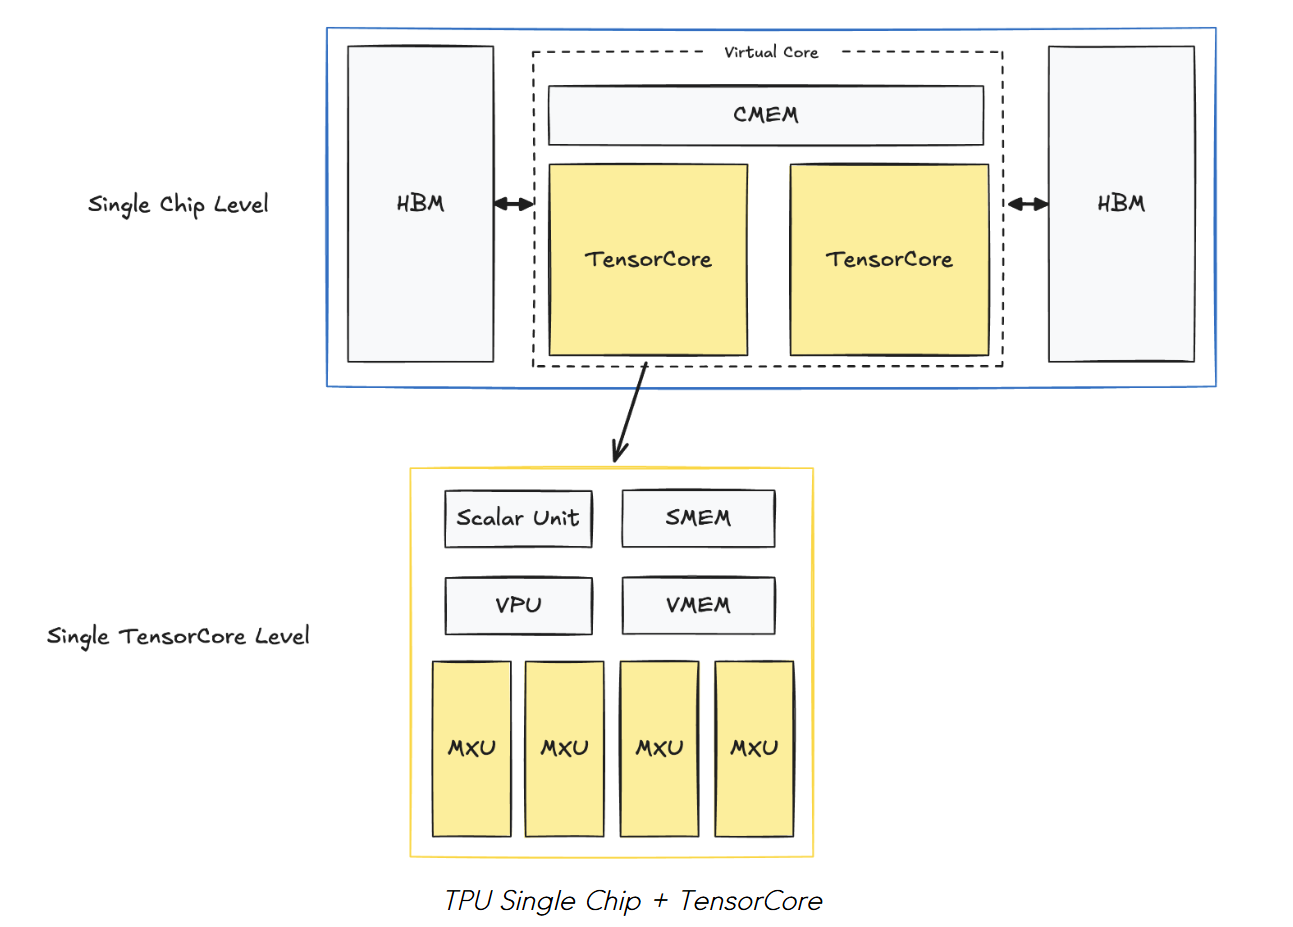 Virtual Core
CMEM
Single Chip Level
HBM
TensorCore
TensorCore
HBM
Scalar Unit
SMEM
VPU
VMEM
Single TensorCore Level
MXU
MXU
MXU
MXU
TPU Single Chip + TensorCore